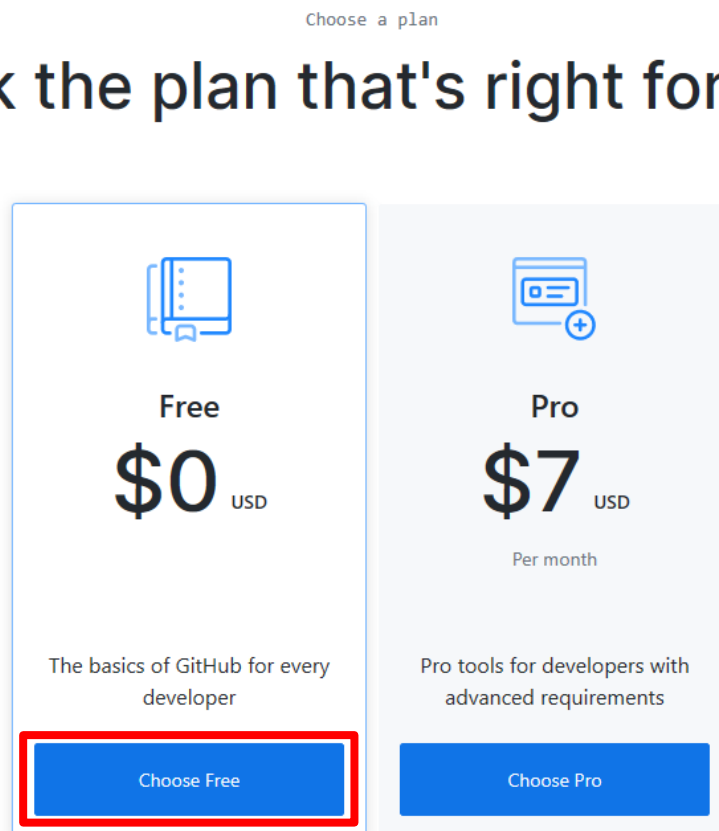 Choose a plan
k the plan that's right for
Free
$0 USD
The basics of GitHub for every
developer
Choose Free
Pro
$7 USD
Per month
Pro tools for developers with
advanced requirements
Choose Pro